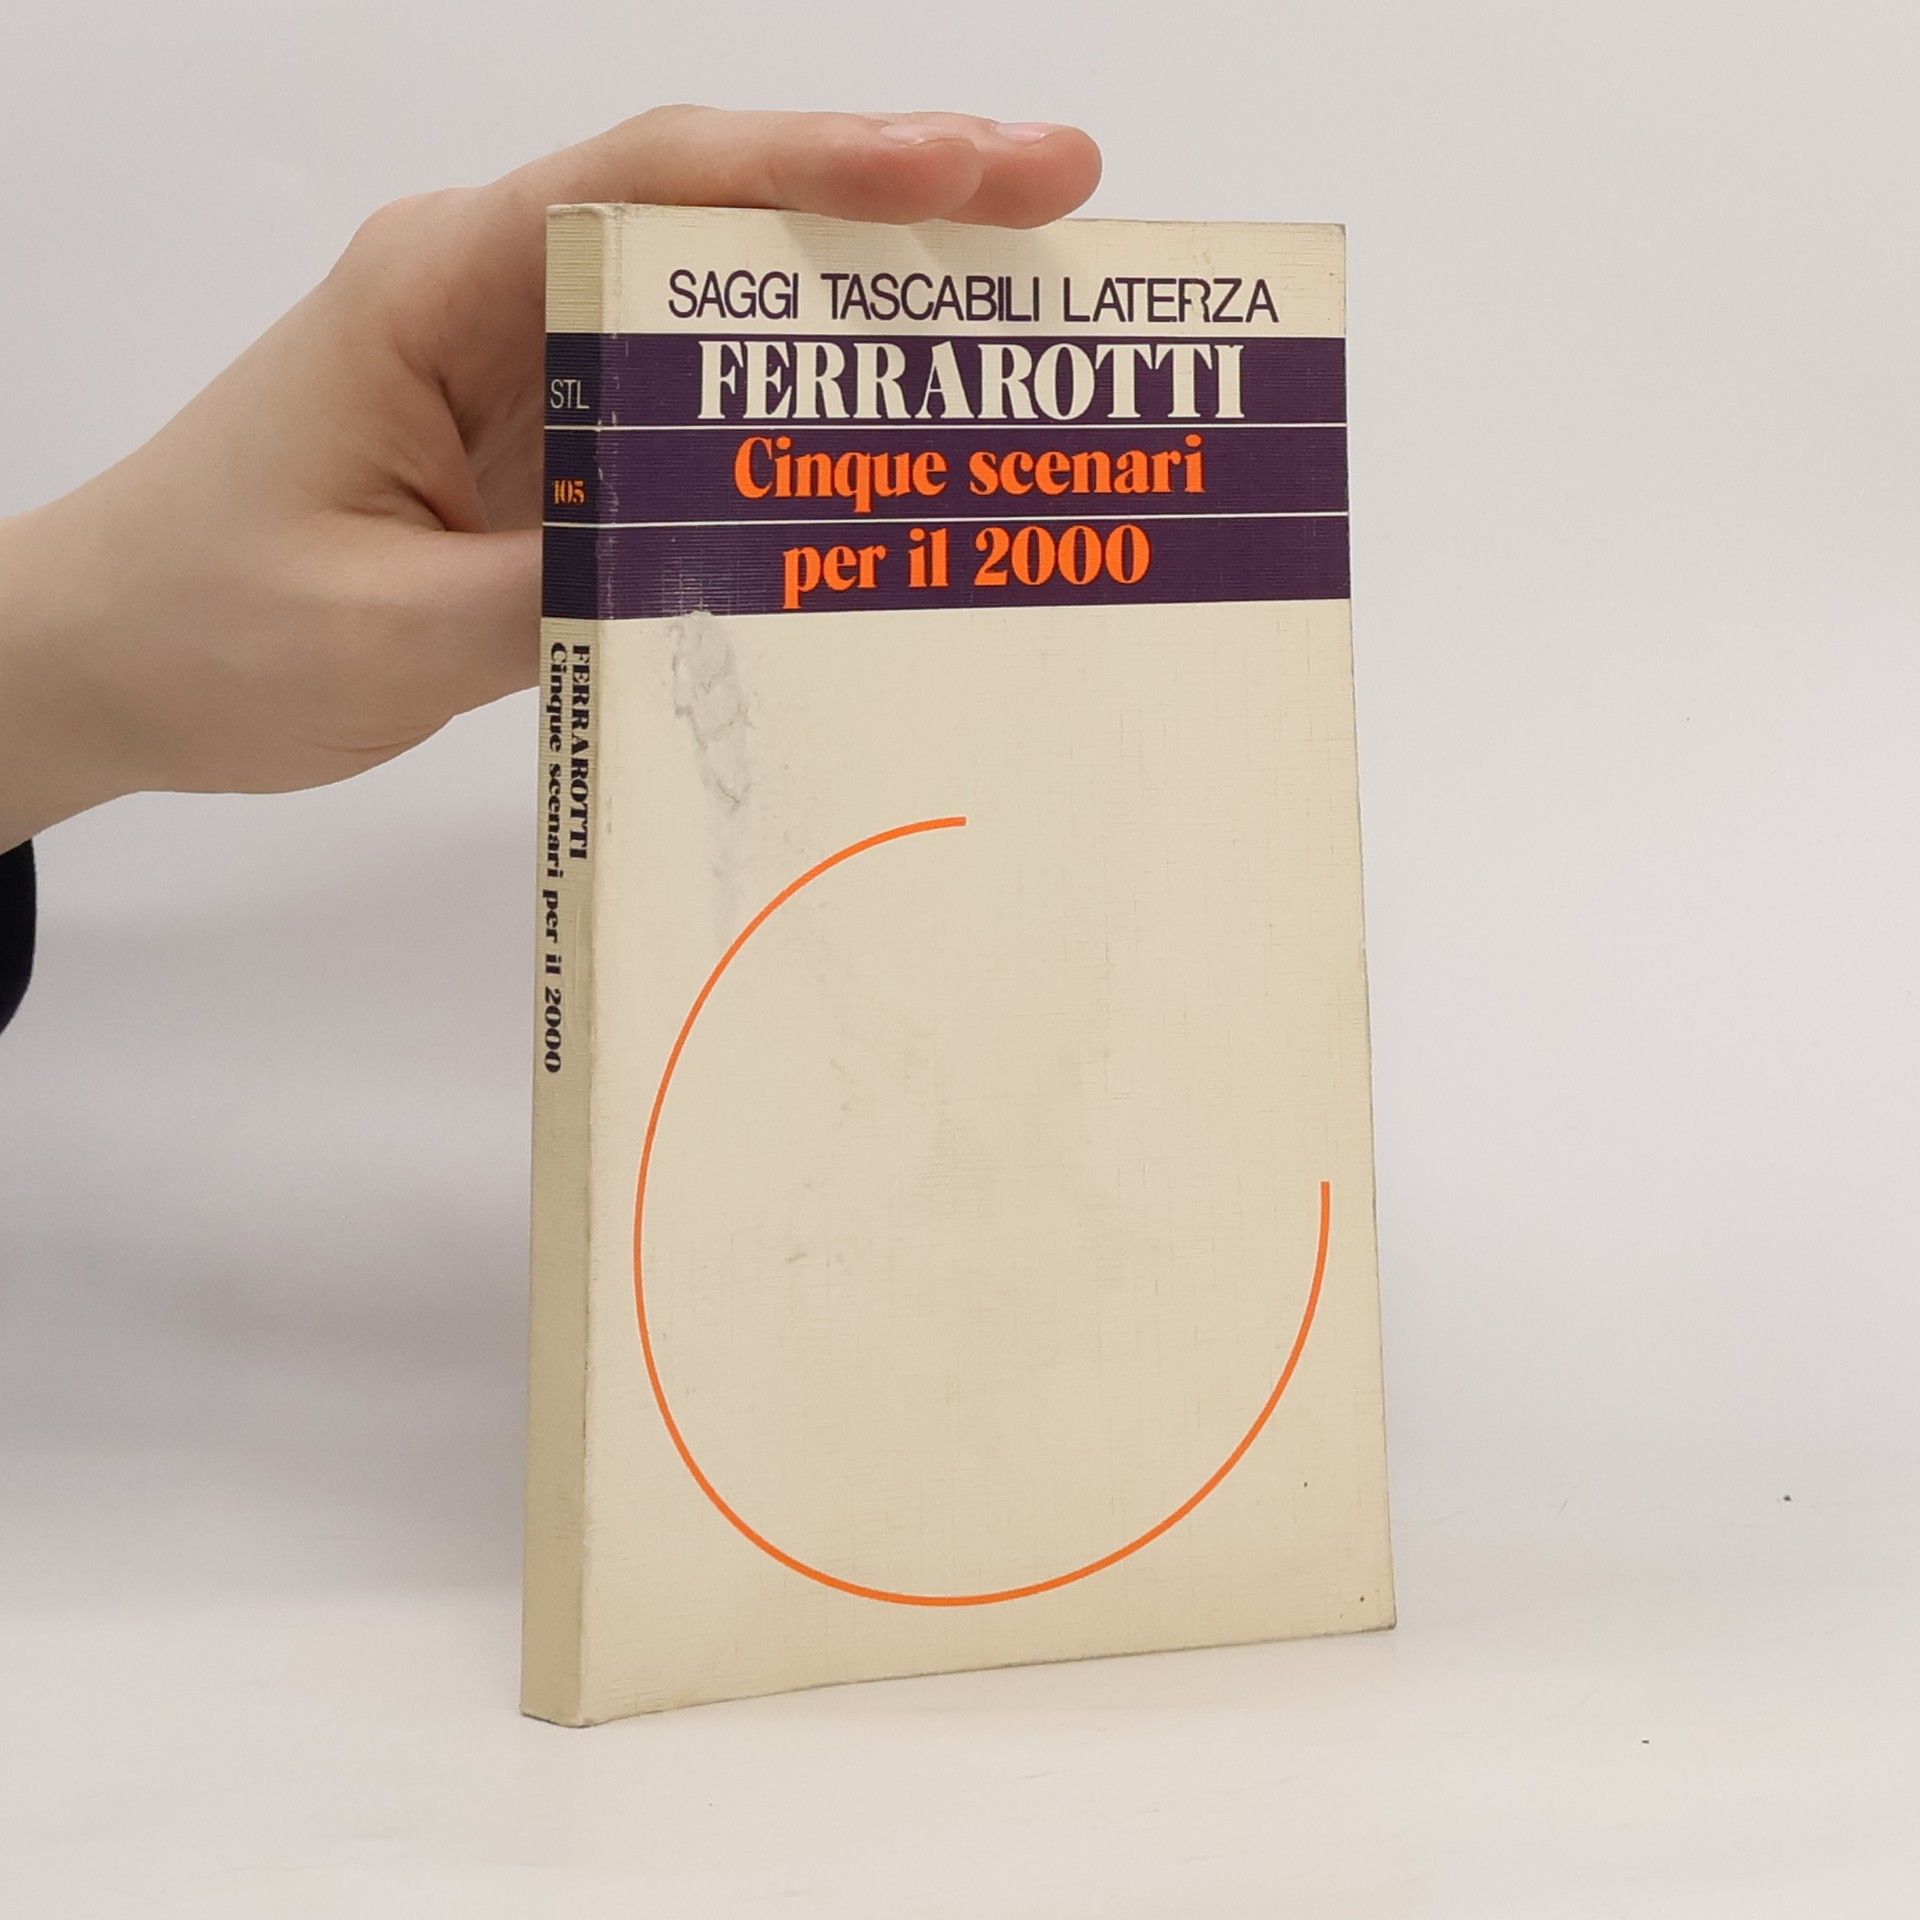 SAGGI TASCABILI LATERZA
FERRAROTTI
Cinque scenari
per il 2000
STL
105
FERRAROTTI
Cinque scenari per il 2000